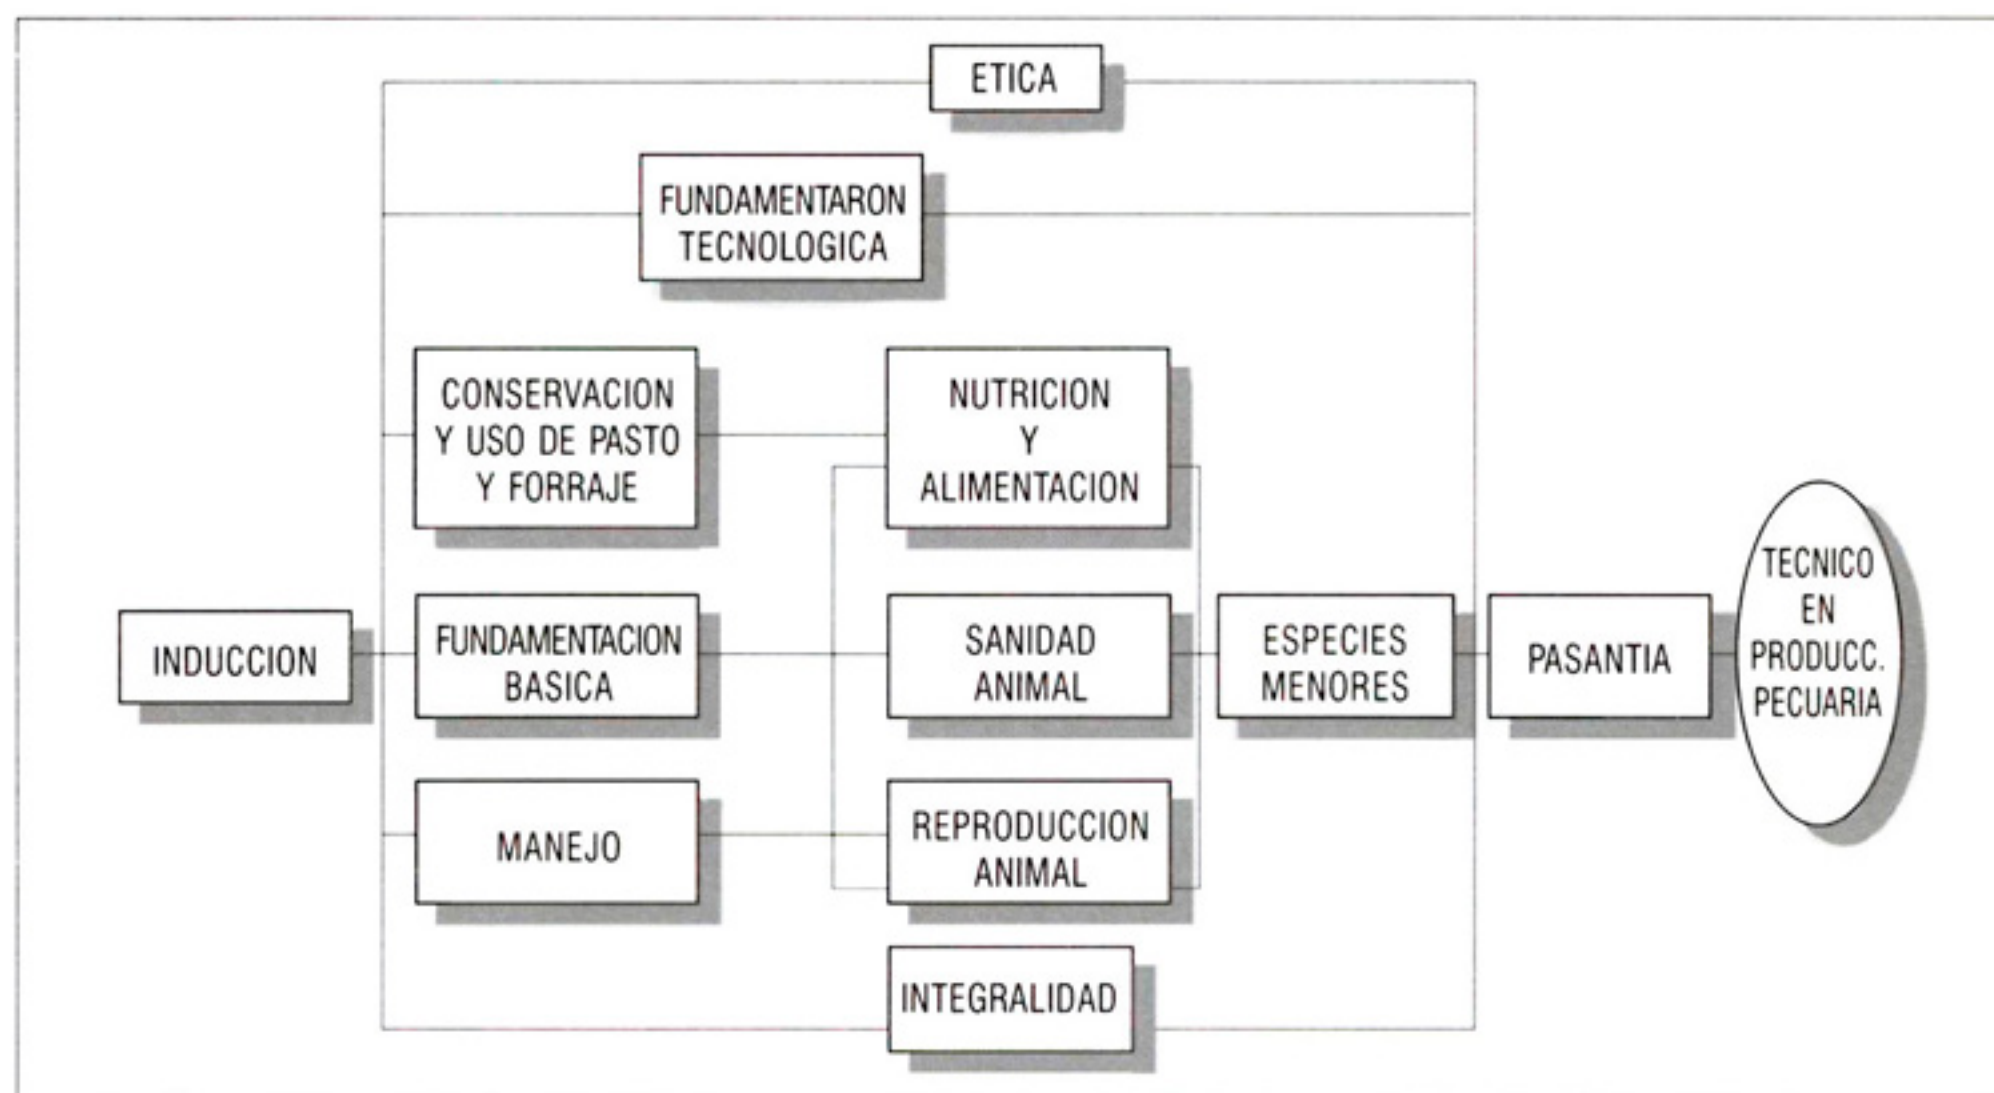 ETICA
FUNDAMENTARON
TECNOLOGICA
CONSERVACION
Y USO DE PASTO
Y FORRAJE
NUTRICION
Y
ALIMENTACION
INDUCCION
FUNDAMENTACION
BASICA
SANIDAD
ANIMAL
ESPECIES
MENORES
PASANTIA
TECNICO
EN
PRODUCC.
PECUARIA
MANEJO
REPRODUCCION
ANIMAL
INTEGRALIDAD